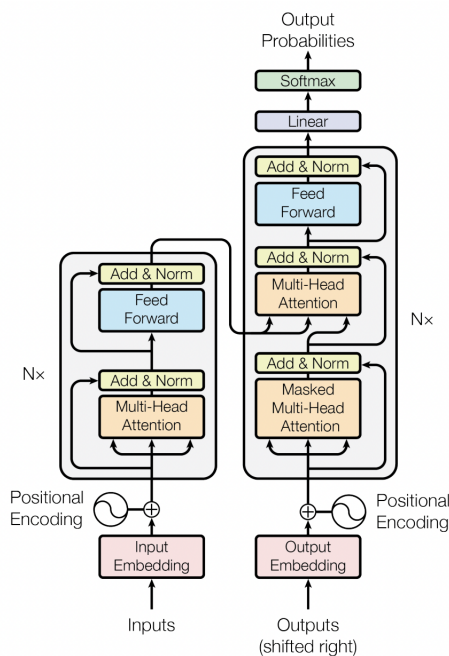 Output
Probabilities
Softmax
Linear
Add & Norm
Feed
Forward
Add & Norm
Multi-Head
Attention
Add & Norm
Masked
Multi-Head
Attention
N×
Add & Norm
Feed
Forward
Add & Norm
Multi-Head
Attention
N×
Positional
Encoding
Input
Embedding
Inputs
Positional
Encoding
Output
Embedding
Outputs
(shifted right)